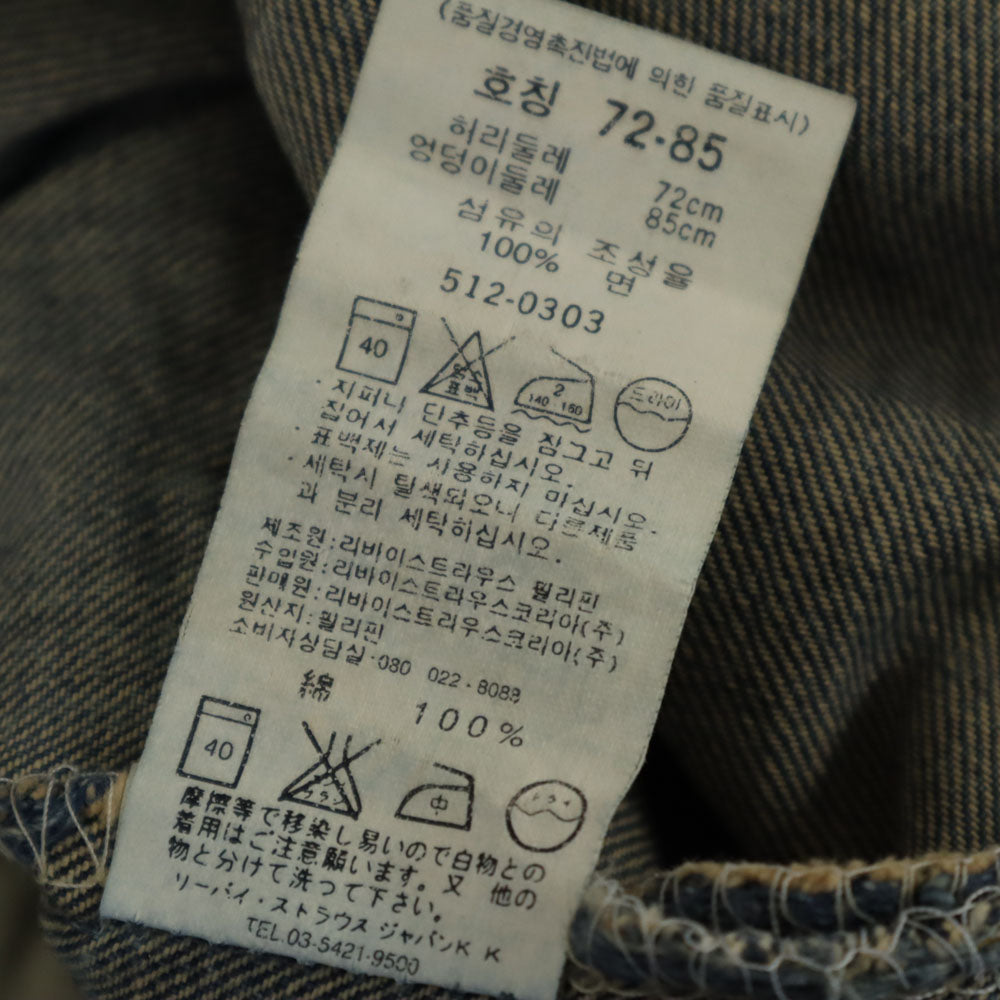 (품질경영촉진법에 의한 품질표시)
호칭 72·85
허리둘레 72cm
엉덩이둘레 85cm
섬유의 조성율
100% 면
512-0303
40
염소 표백
2 140-160
드라이
지퍼나 단추등을 잠그고 뒤
집어서 세탁하십시오.
표백제는 사용하지 마십시오.
세탁시 탈색되오니 다른제품
과 분리 세탁하십시오.
제조원:리바이스트라우스 필리핀
수입원:리바이스트라우스코리아(주)
판매원:리바이스트라우스코리아(주)
원산지:필리핀
소비자상담실·080 022-8088
綿 100%
40
中
ドライ
摩擦等で移染し易いので白物との
着用はご注意願います。又 他の
物と分けて洗つて下さい。
リーバイ・ストラウス ジャパンK K
TEL.03-5421-9500